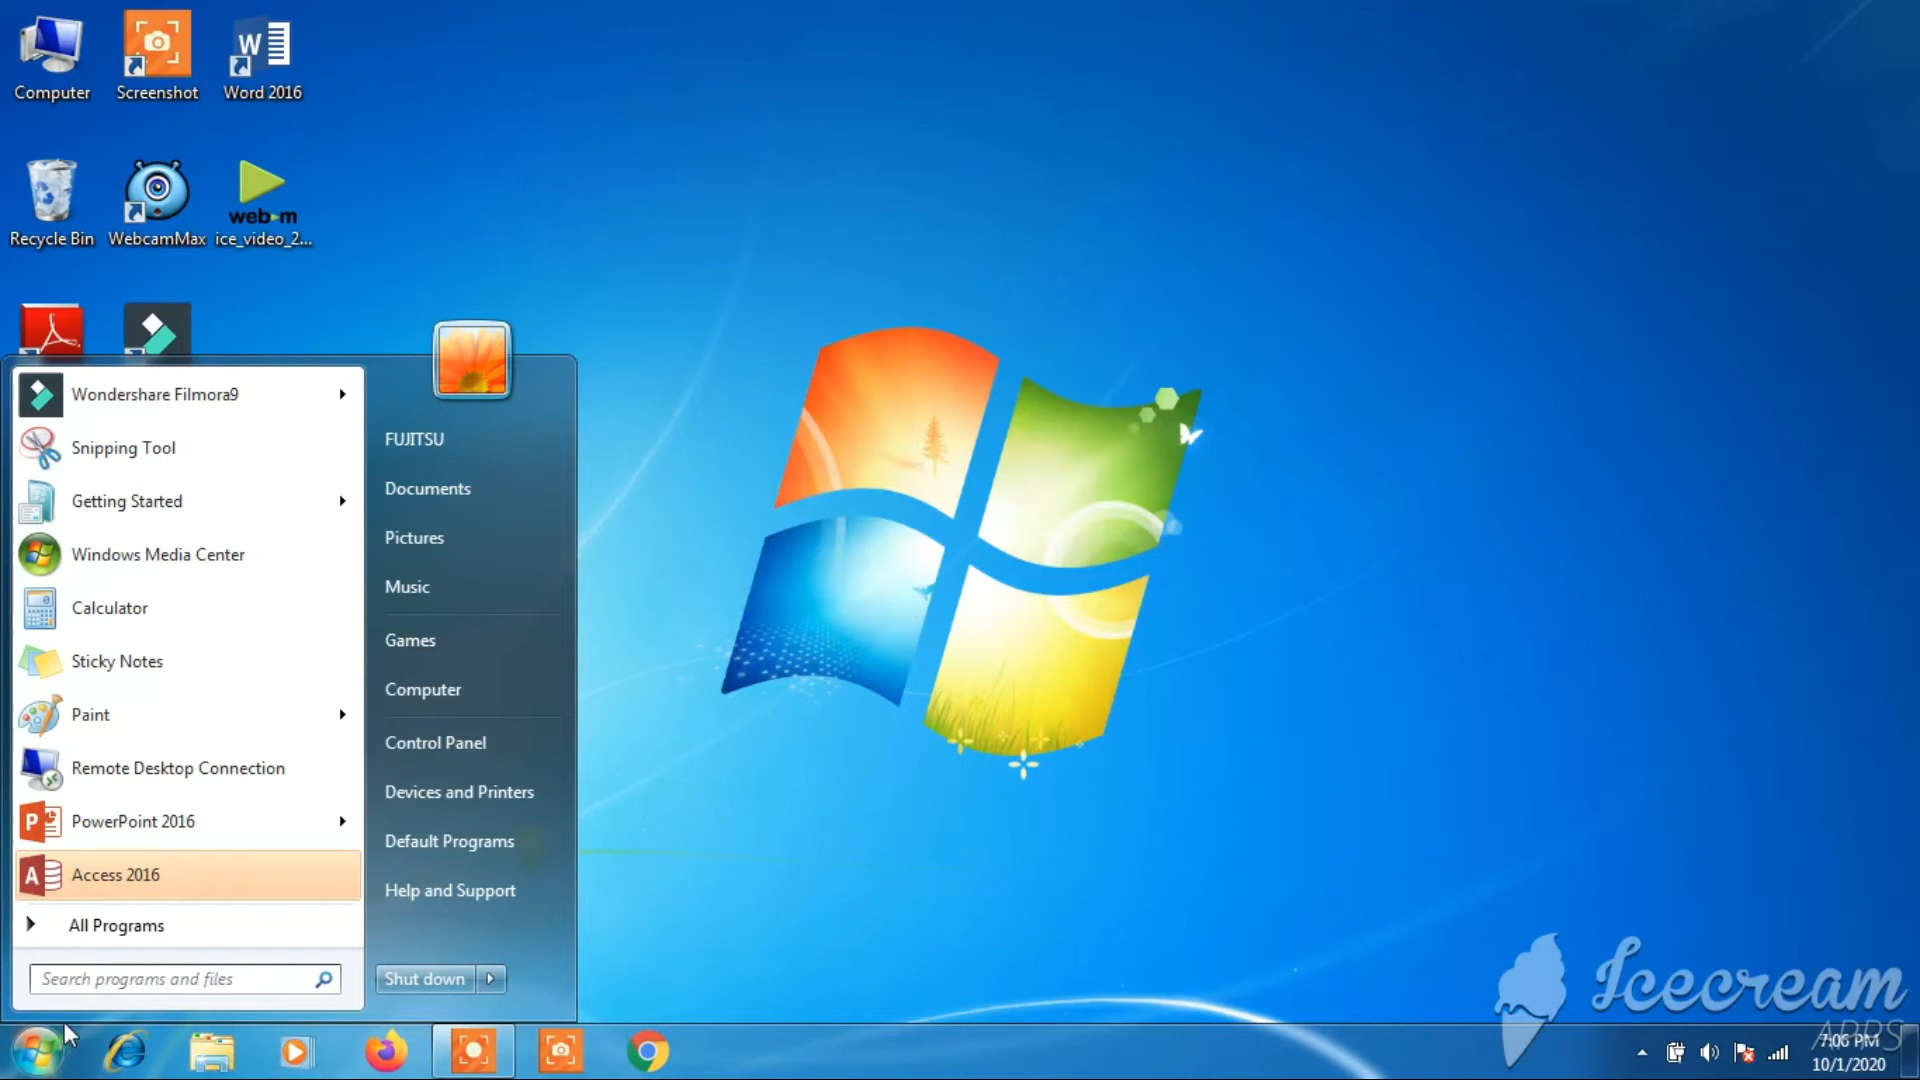 Computer
Screenshot
Word 2016
Recycle Bin
WebcamMax
web-m
ice_video_2...
Wondershare Filmora9
Snipping Tool
Getting Started
Windows Media Center
Calculator
Sticky Notes
Paint
Remote Desktop Connection
PowerPoint 2016
Access 2016
All Programs
Search programs and files
FUJITSU
Documents
Pictures
Music
Games
Computer
Control Panel
Devices and Printers
Default Programs
Help and Support
Shut down
Icecream
APPS
7:06 PM
10/1/2020